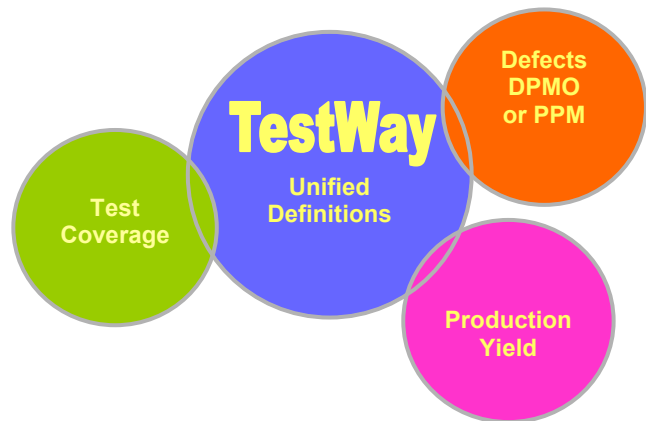 TestWay
Unified
Definitions
Defects
DPMO
or PPM
Test
Coverage
Production
Yield